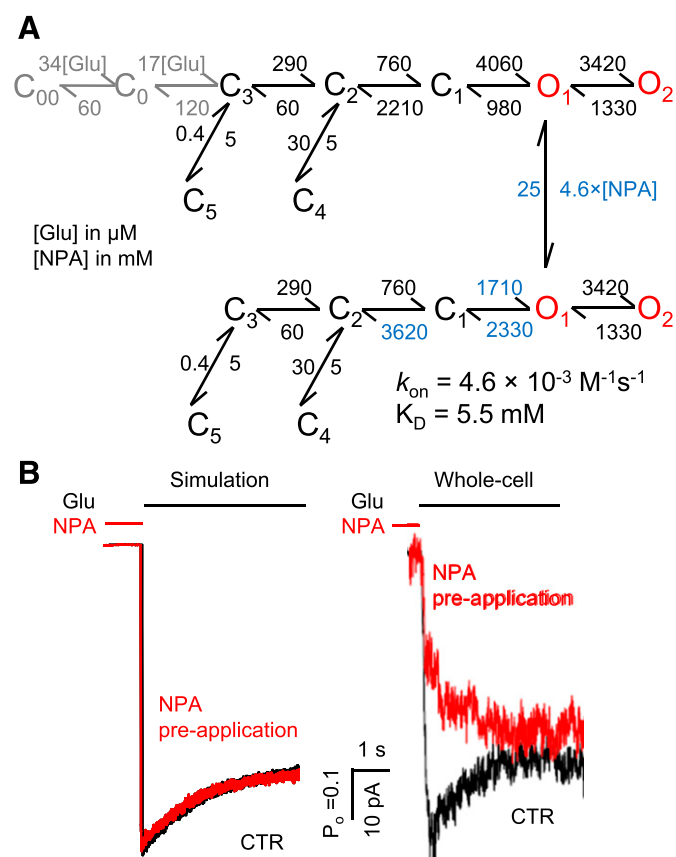 A
34[Glu] 17[Glu] 290 760 4060 3420
C00 C0 C3 C2 C1 O1 O2
60 120 60 2210 980 1330
0.4 5 30 5
25 4.6×[NPA]
C5 C4
[Glu] in µM
[NPA] in mM
290 760 1710 3420
C3 C2 C1 O1 O2
60 3620 2330 1330
0.4 5 30 5
kon = 4.6 × 10-3 M-1s-1
C5 C4
KD = 5.5 mM
B
Simulation Whole-cell
Glu Glu
NPA NPA
NPA
pre-application
NPA
pre-application
1 s
Po =0.1
10 pA
CTR CTR